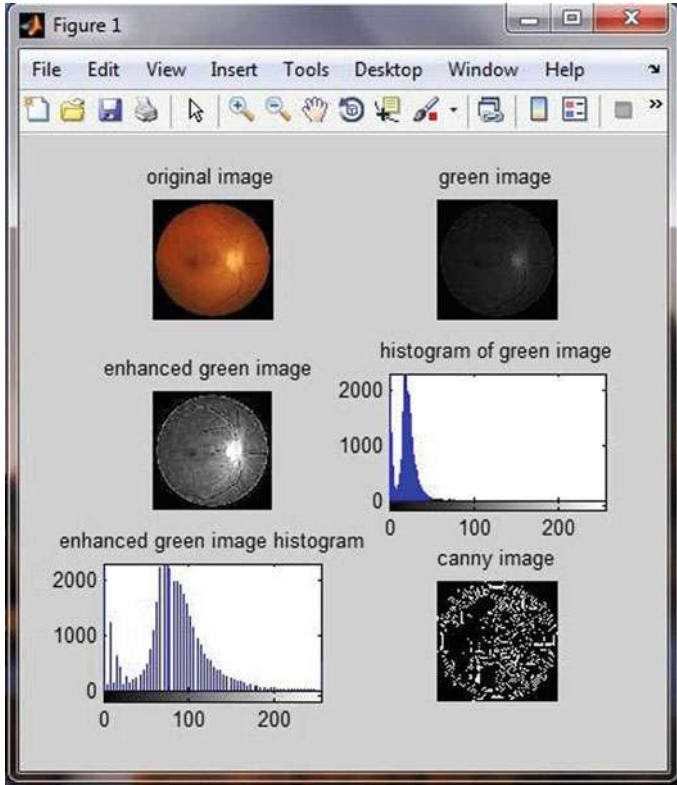 Figure 1
File Edit View Insert Tools Desktop Window Help
original image
green image
enhanced green image
histogram of green image
2000
1000
0
0 100 200
enhanced green image histogram
2000
1000
0
0 100 200
canny image